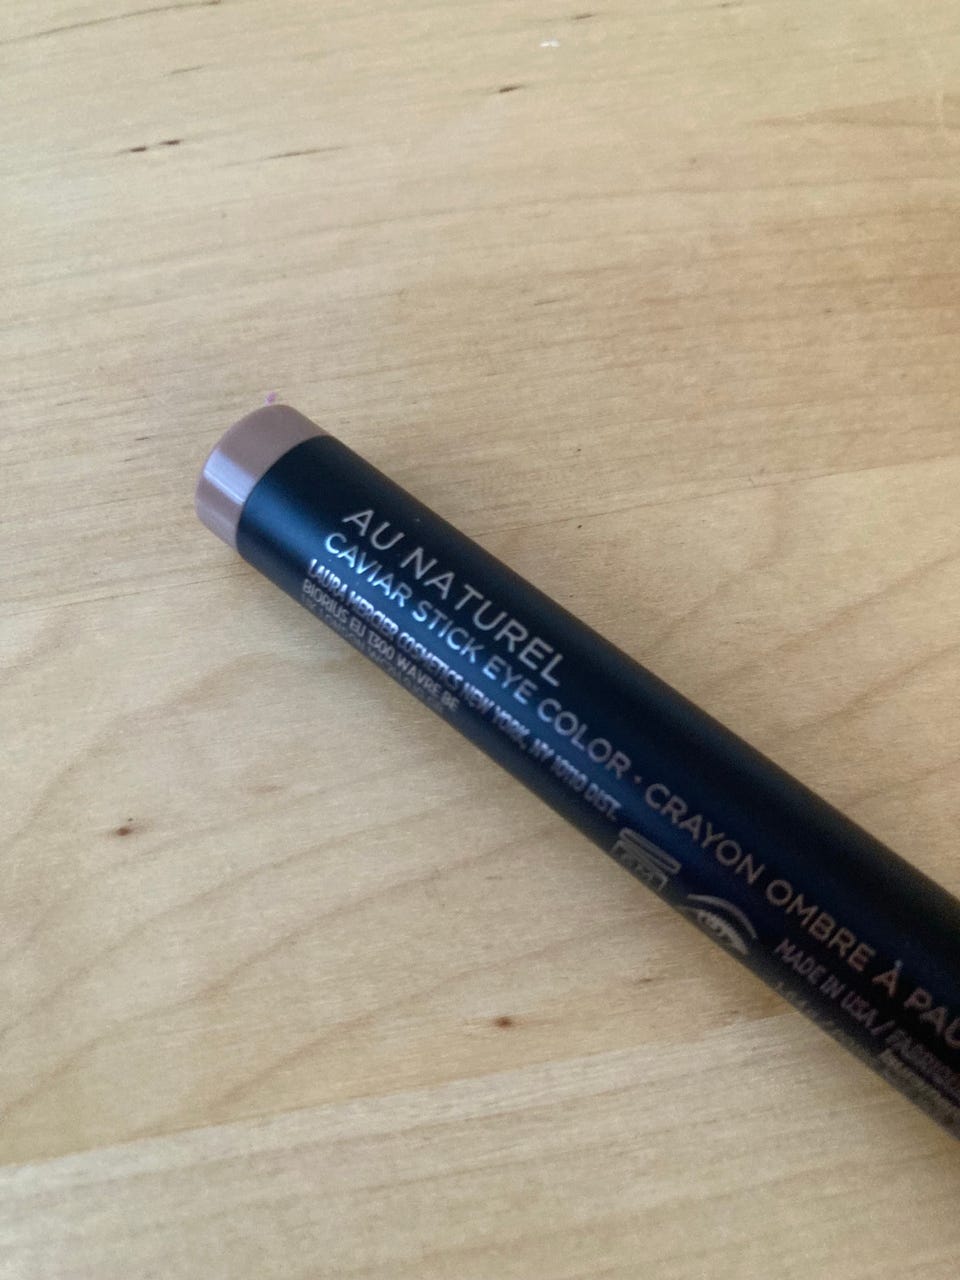 AU NATUREL
CAVIAR STICK EYE COLOR · CRAYON OMBRE À PAU
LAURA MERCIER COSMETICS NEW YORK, NY 10110 DIST.
BIORIUS EU 1300 WAVRE.BE
MADE IN USA /